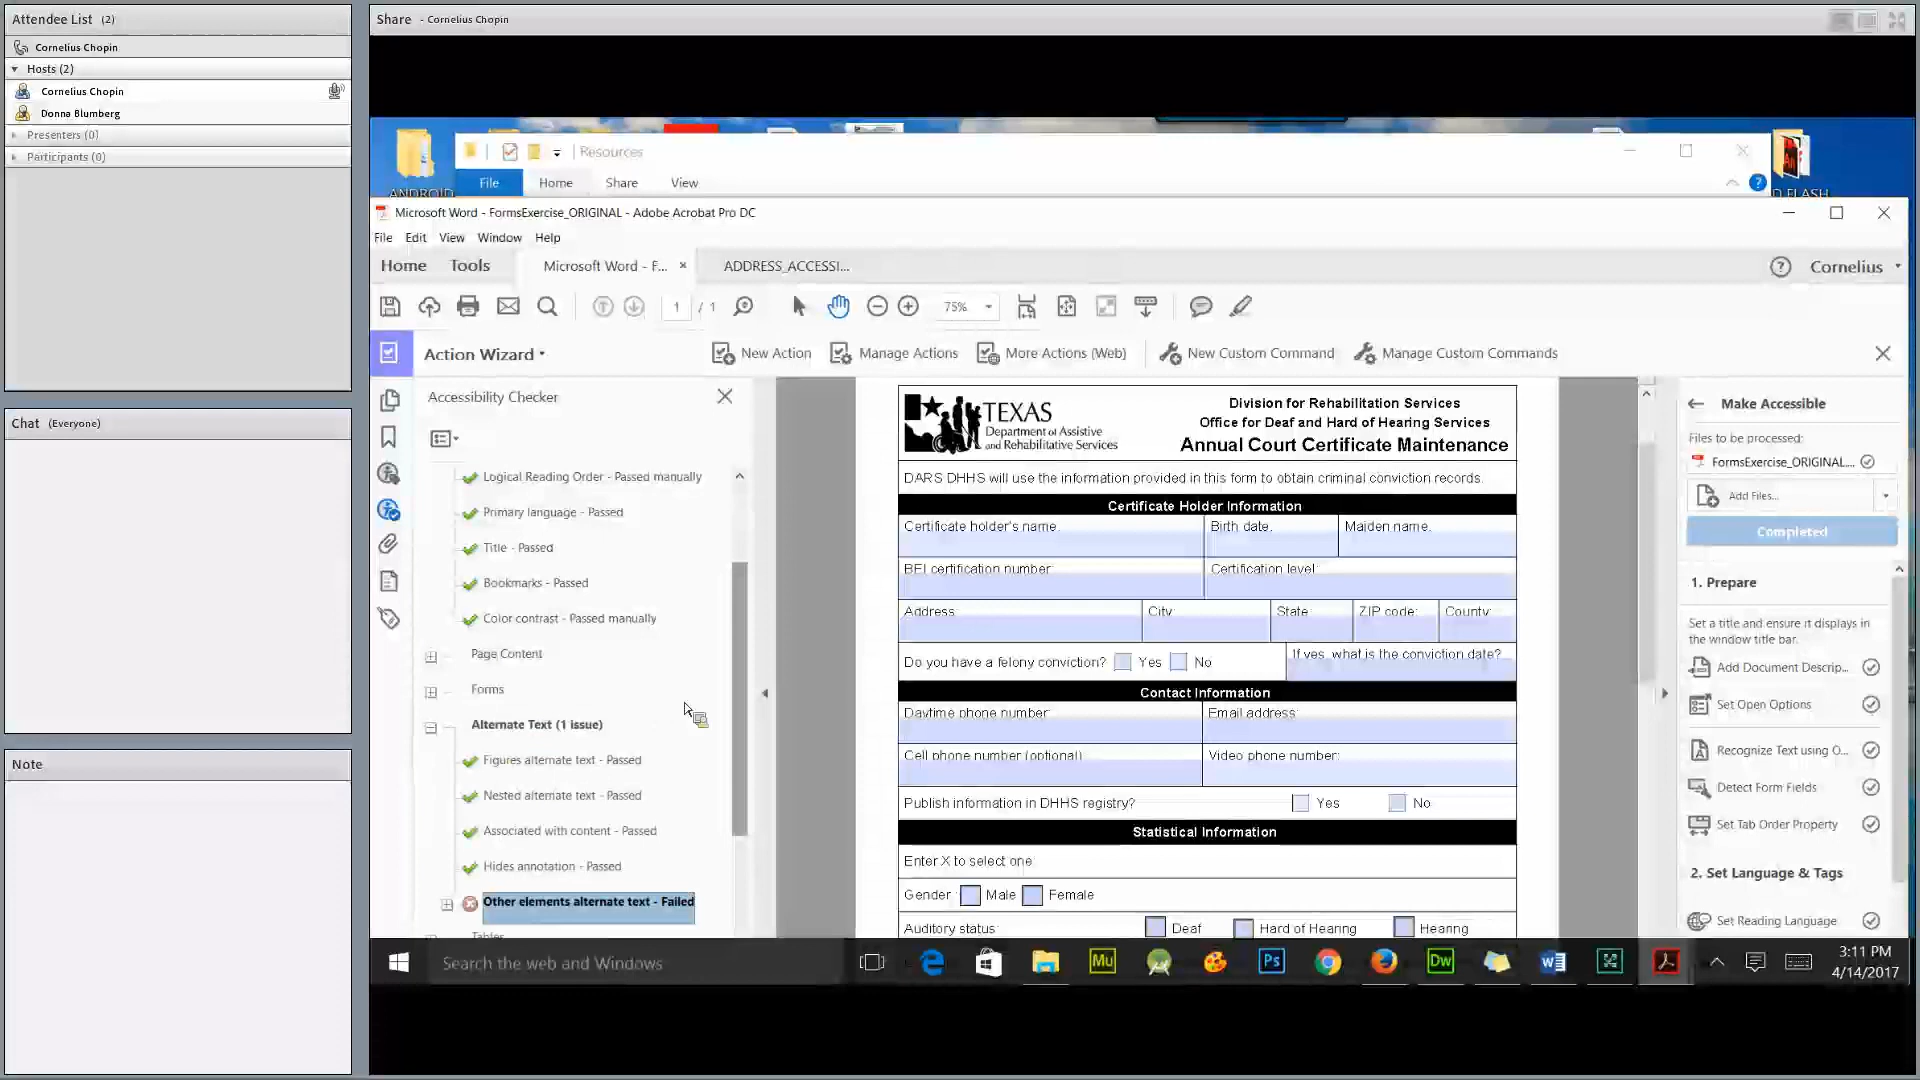 Attendee List (2)
Cornelius Chopin
Hosts (2)
Cornelius Chopin
Donna Blumberg
Presenters (0)
Participants (0)
Chat (Everyone)
Note
Share - Cornelius Chopin
ANDROID
Resources
File Home Share View
D FLASH
Microsoft Word - FormsExercise_ORIGINAL - Adobe Acrobat Pro DC
File Edit View Window Help
Home Tools Microsoft Word - F... × ADDRESS_ACCESSI... Cornelius
1 / 1 75%
Action Wizard New Action Manage Actions More Actions (Web) New Custom Command Manage Custom Commands
Accessibility Checker
Logical Reading Order - Passed manually
Primary language - Passed
Title - Passed
Bookmarks - Passed
Color contrast - Passed manually
Page Content
Forms
Alternate Text (1 issue)
Figures alternate text - Passed
Nested alternate text - Passed
Associated with content - Passed
Hides annotation - Passed
Other elements alternate text - Failed
Tables
TEXAS
Department of Assistive
and Rehabilitative Services
Division for Rehabilitation Services
Office for Deaf and Hard of Hearing Services
Annual Court Certificate Maintenance
DARS DHHS will use the information provided in this form to obtain criminal conviction records.
Certificate Holder Information
Certificate holder's name: Birth date: Maiden name:
BEI certification number: Certification level:
Address: City: State: ZIP code: County:
Do you have a felony conviction? Yes No If yes, what is the conviction date?
Contact Information
Daytime phone number: Email address:
Cell phone number (optional) Video phone number:
Publish information in DHHS registry? Yes No
Statistical Information
Enter X to select one
Gender : Male Female
Auditory status: Deaf Hard of Hearing Hearing
Make Accessible
Files to be processed:
FormsExercise_ORIGINAL...
Add Files...
Completed
1. Prepare
Set a title and ensure it displays in
the window title bar.
Add Document Descrip...
Set Open Options
Recognize Text using O...
Detect Form Fields
Set Tab Order Property
2. Set Language & Tags
Set Reading Language
Search the web and Windows
Mu Ps Dw
3:11 PM
4/14/2017